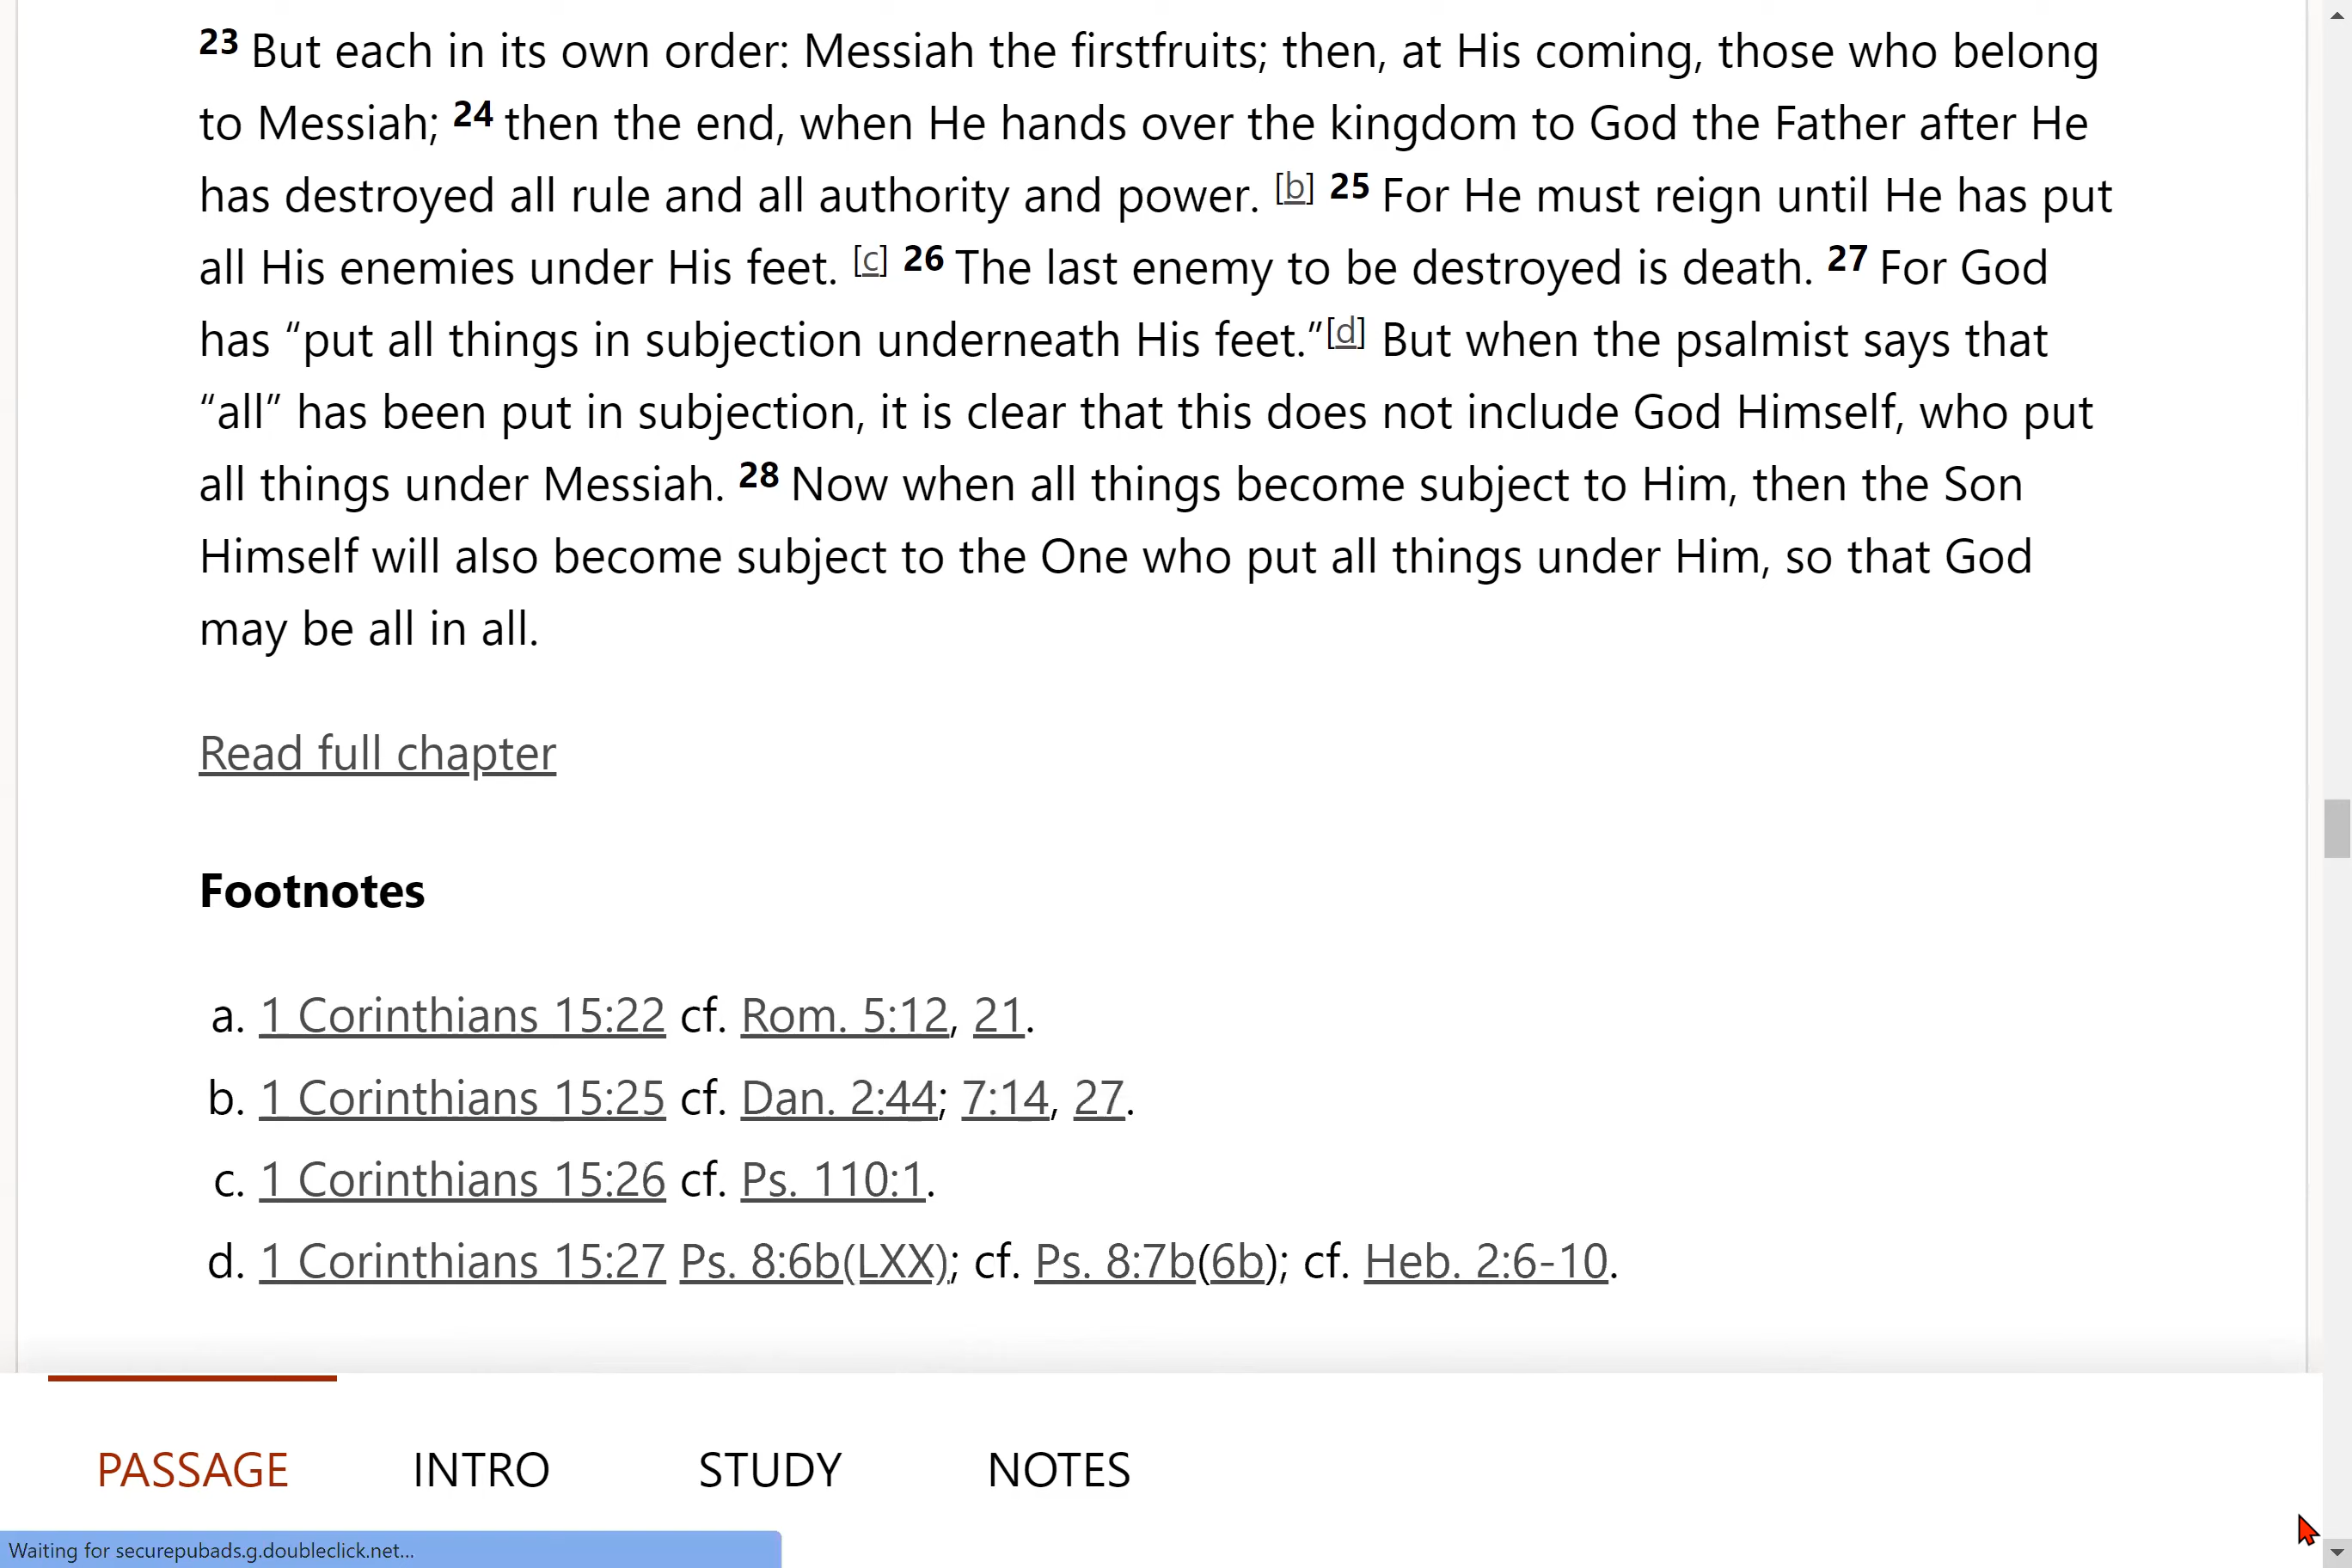 23 But each in its own order: Messiah the firstfruits; then, at His coming, those who belong
to Messiah; 24 then the end, when He hands over the kingdom to God the Father after He
has destroyed all rule and all authority and power. [b] 25 For He must reign until He has put
all His enemies under His feet. [c] 26 The last enemy to be destroyed is death. 27 For God
has “put all things in subjection underneath His feet.”[d] But when the psalmist says that
“all” has been put in subjection, it is clear that this does not include God Himself, who put
all things under Messiah. 28 Now when all things become subject to Him, then the Son
Himself will also become subject to the One who put all things under Him, so that God
may be all in all.
Read full chapter
Footnotes
a. 1 Corinthians 15:22 cf. Rom. 5:12, 21.
b. 1 Corinthians 15:25 cf. Dan. 2:44; 7:14, 27.
c. 1 Corinthians 15:26 cf. Ps. 110:1.
d. 1 Corinthians 15:27 Ps. 8:6b(LXX); cf. Ps. 8:7b(6b); cf. Heb. 2:6-10.
PASSAGE INTRO STUDY NOTES
Waiting for securepubads.g.doubleclick.net...